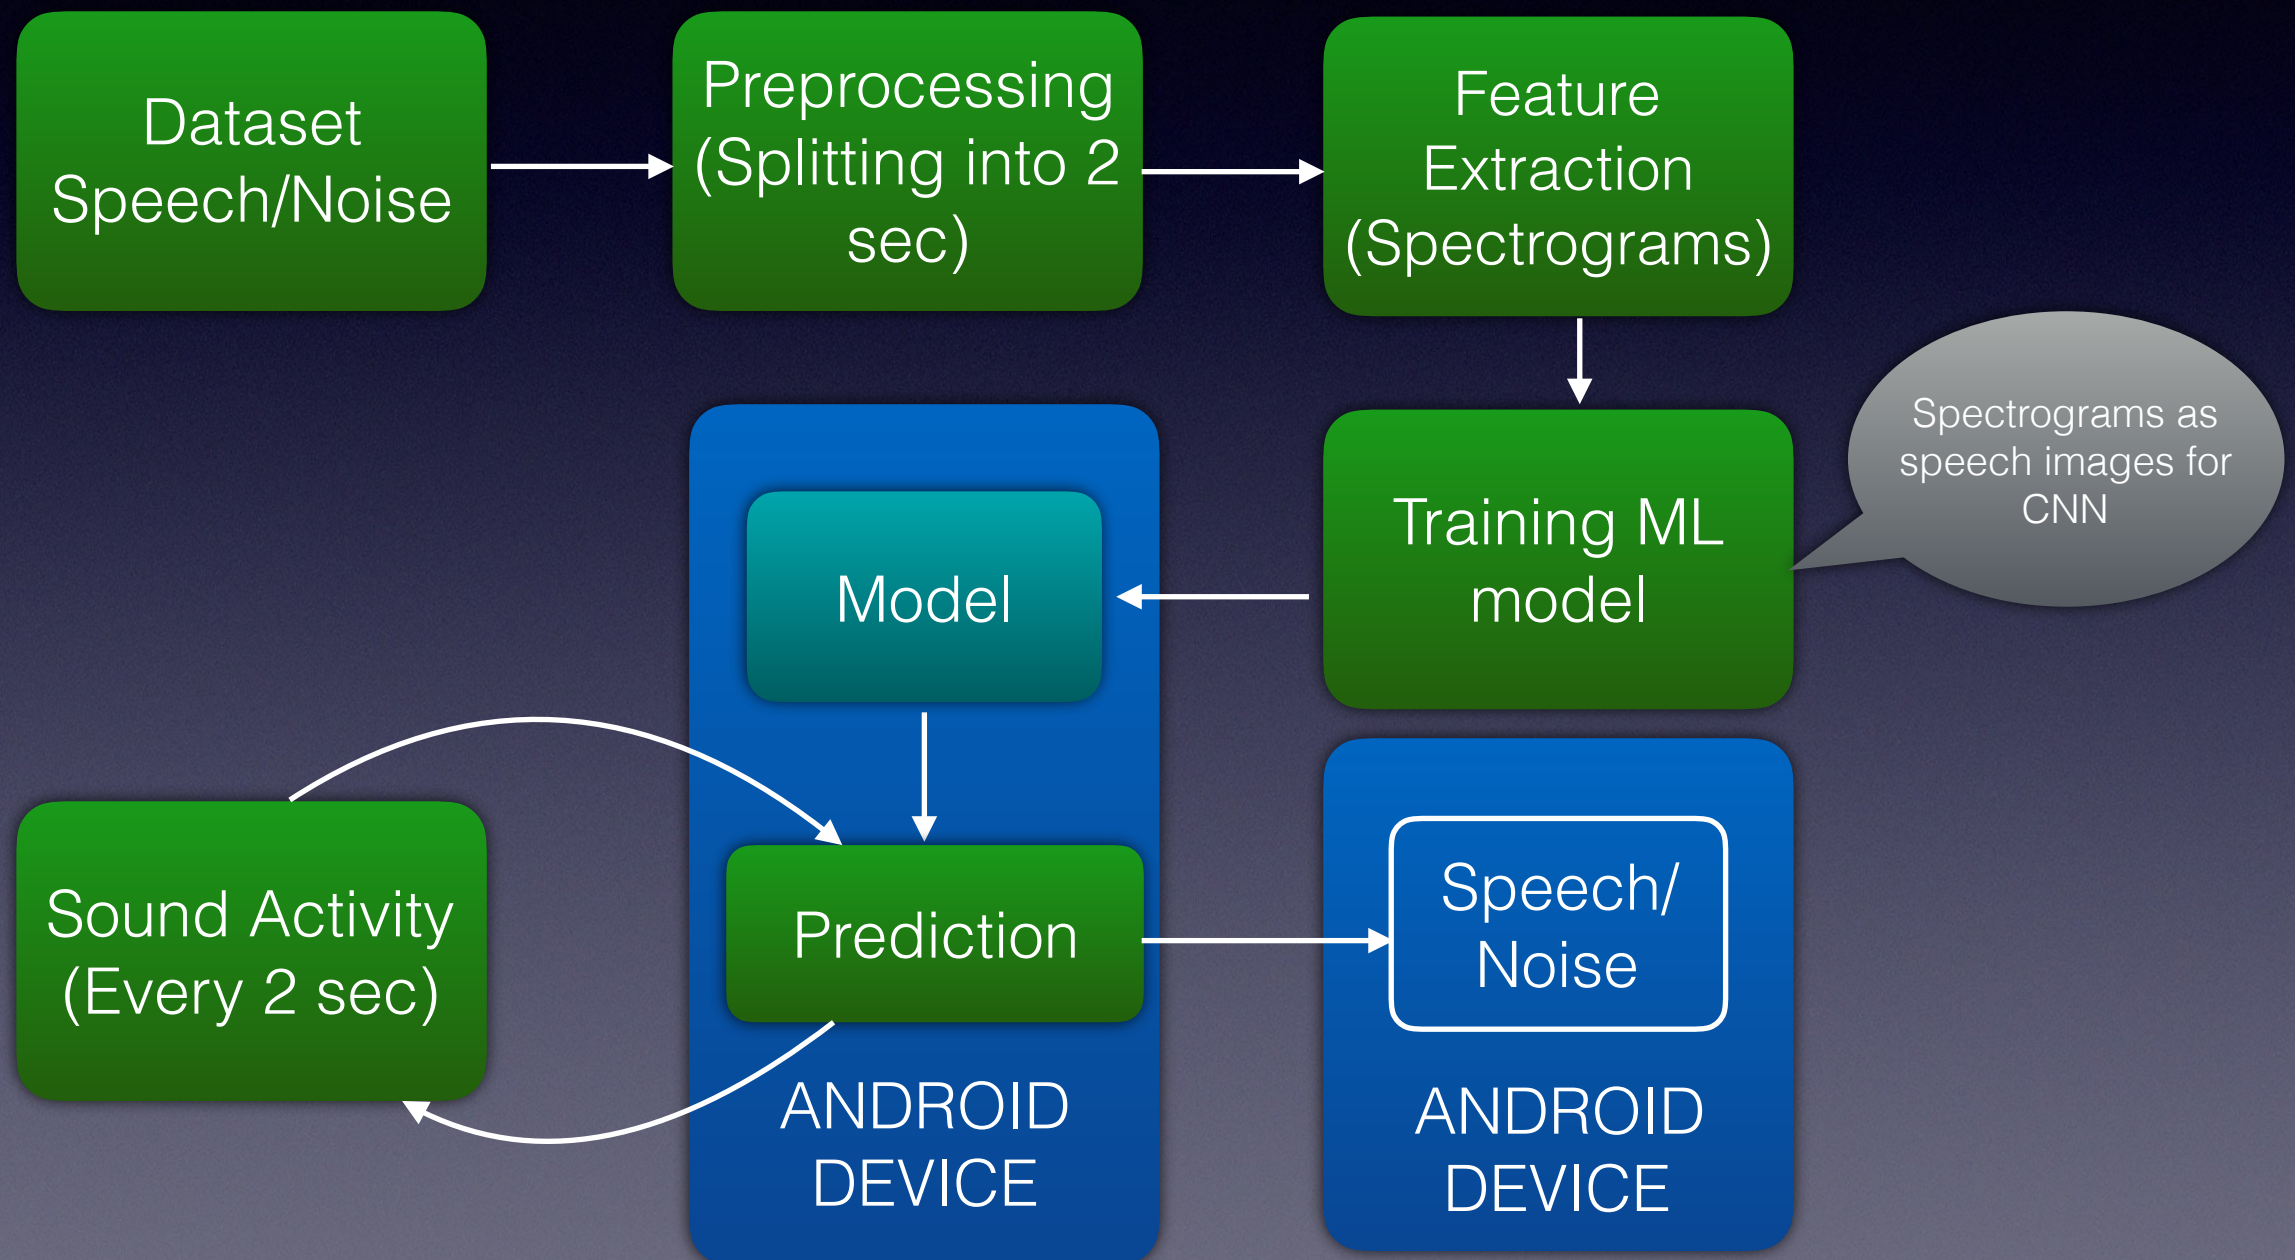 Dataset
Speech/Noise
Preprocessing
(Splitting into 2
sec)
Feature
Extraction
(Spectrograms)
Spectrograms as
speech images for
CNN
Training ML
model
Model
Sound Activity
(Every 2 sec)
Prediction
ANDROID
DEVICE
Speech/
Noise
ANDROID
DEVICE